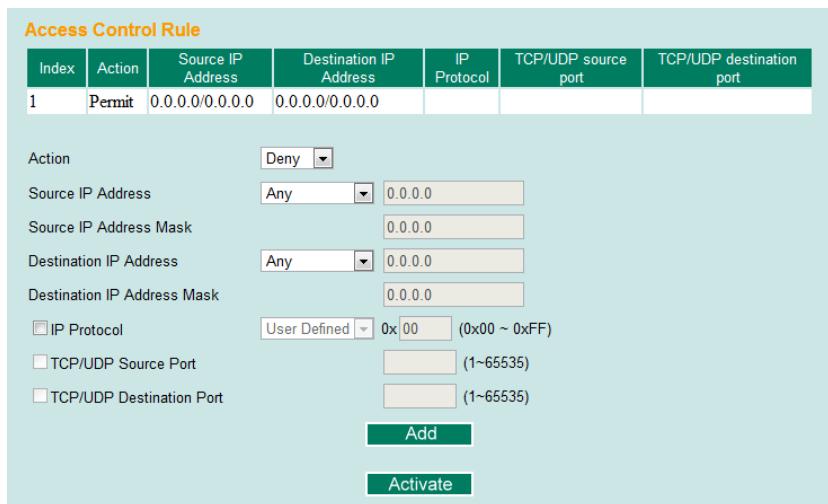 Access Control Rule
Index Action Source IP Address Destination IP Address IP Protocol TCP/UDP source port TCP/UDP destination port
1 Permit 0.0.0.0/0.0.0.0 0.0.0.0/0.0.0.0
Action Deny
Source IP Address Any 0.0.0.0
Source IP Address Mask 0.0.0.0
Destination IP Address Any 0.0.0.0
Destination IP Address Mask 0.0.0.0
IP Protocol User Defined 0x 00 (0x00 ~ 0xFF)
TCP/UDP Source Port (1~65535)
TCP/UDP Destination Port (1~65535)
Add
Activate